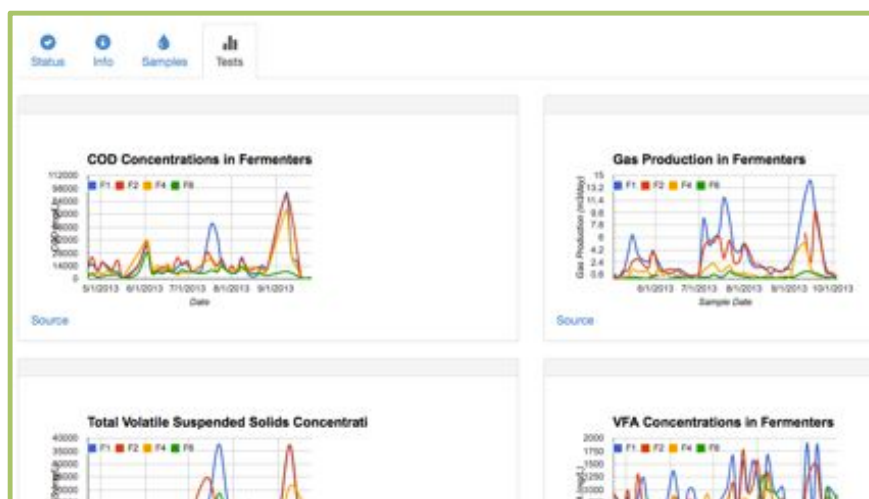 Status Info Samples Tests
COD Concentrations in Fermenters
112000
98000
F1 F2 F4 F6
14000
0
5/1/2013 6/1/2013 7/1/2013 8/1/2013 9/1/2013
Date
Source
Gas Production in Fermenters
15
13.2
11.4
9.6
7.8
6
4.2
2.4
0.6
Gas Production (m3/day)
F1 F2 F4 F6
6/1/2013 7/1/2013 8/1/2013 9/1/2013 10/1/2013
Sample Date
Source
Total Volatile Suspended Solids Concentrati
40000
F1 F2 F4 F6
VFA Concentrations in Fermenters
2000
1750
1500
1250
1000
F1 F2 F4 F6